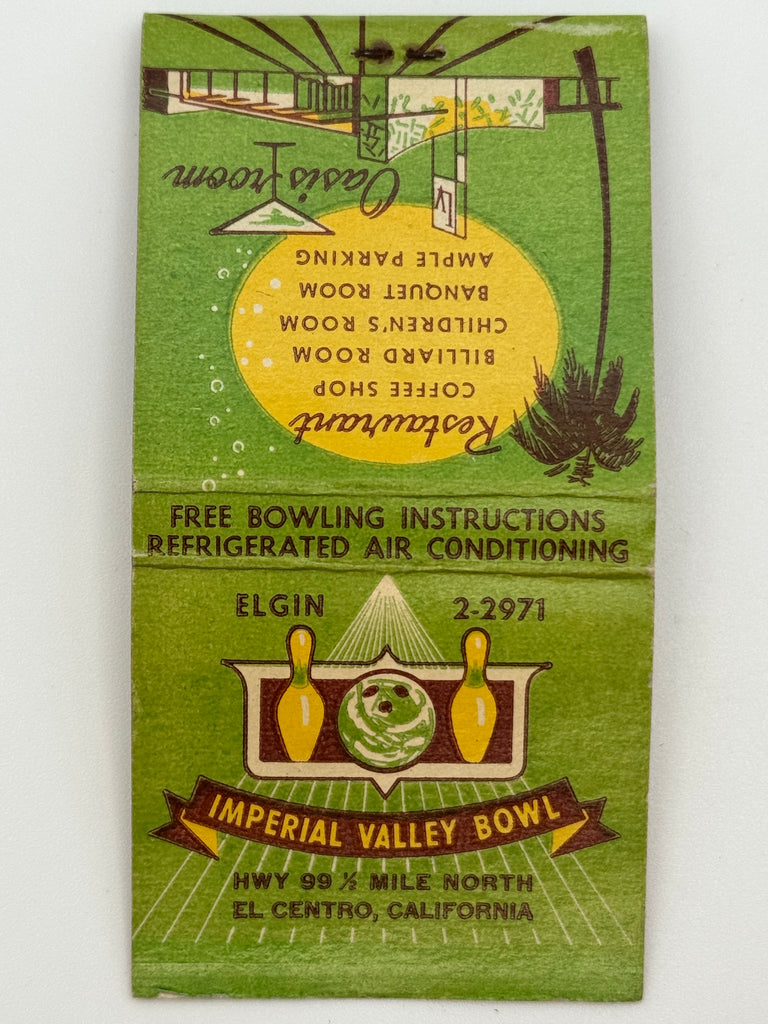 Restaurant
COFFEE SHOP
BILLIARD ROOM
CHILDREN'S ROOM
BANQUET ROOM
AMPLE PARKING
IV
Oasis room
FREE BOWLING INSTRUCTIONS
REFRIGERATED AIR CONDITIONING
ELGIN 2-2971
IMPERIAL VALLEY BOWL
HWY 99 ½ MILE NORTH
EL CENTRO, CALIFORNIA